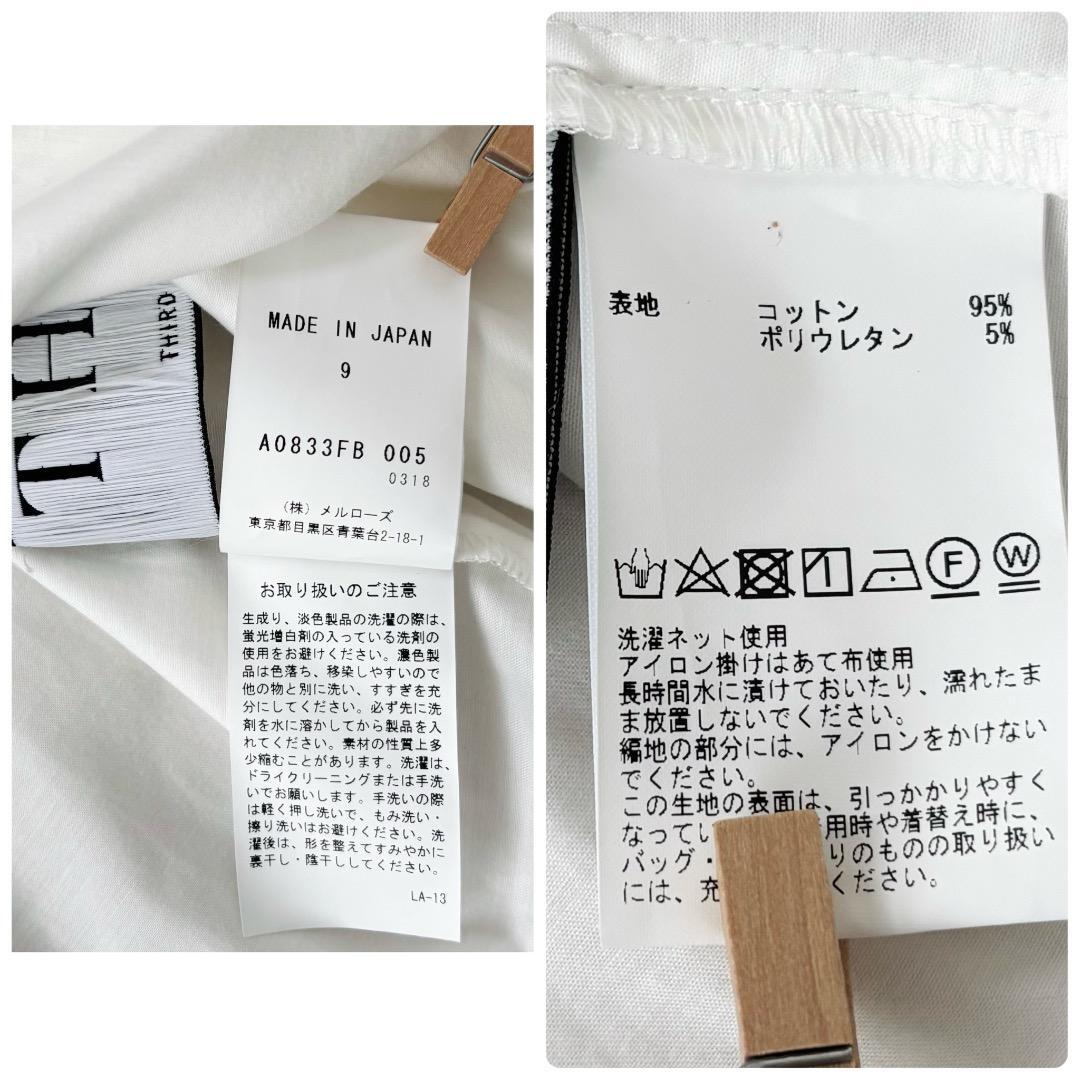 TH
THIRD
MADE IN JAPAN
9
A0833FB 005
0318
(株) メルローズ
東京都目黒区青葉台2-18-1
お取り扱いのご注意
生成り、淡色製品の洗濯の際は、
蛍光増白剤の入っている洗剤の
使用をお避けください。濃色製
品は色落ち、移染しやすいので
他の物と別に洗い、すすぎを充
分にしてください。必ず先に洗
剤を水に溶かしてから製品を入
れてください。素材の性質上多
少縮むことがあります。洗濯は、
ドライクリーニングまたは手洗
いでお願いします。手洗いの際
は軽く押し洗いで、もみ洗い・
擦り洗いはお避けください。洗
濯後は、形を整えてすみやかに
裏干し・陰干ししてください。
LA-13
表地 コットン 95%
ポリウレタン 5%
F W
洗濯ネット使用
アイロン掛けはあて布使用
長時間水に漬けておいたり、濡れたま
ま放置しないでください。
編地の部分には、アイロンをかけない
でください。
この生地の表面は、引っかかりやすく
なってい 用時や着替え時に、
バッグ・ りのものの取り扱い
には、充 ください。